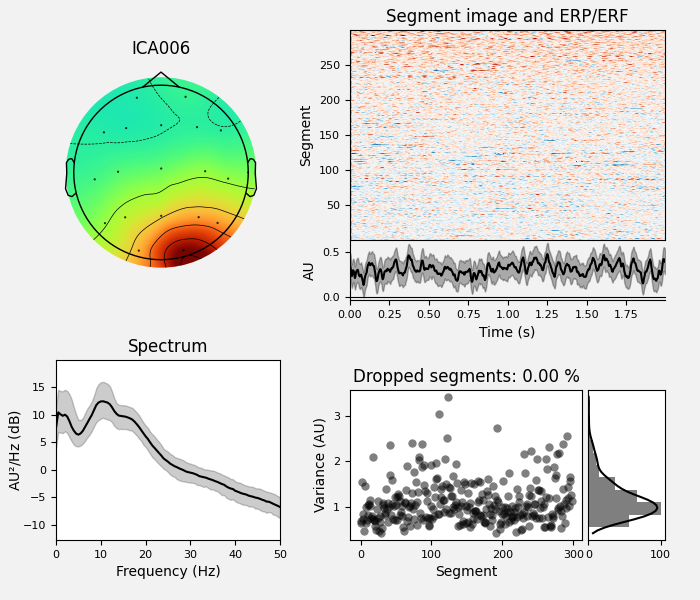 ICA006
Segment image and ERP/ERF
Segment
250
200
150
100
50
AU
0.5
0.0
0.00 0.25 0.50 0.75 1.00 1.25 1.50 1.75
Time (s)
Spectrum
AU²/Hz (dB)
15
10
5
0
−5
−10
0 10 20 30 40 50
Frequency (Hz)
Dropped segments: 0.00 %
Variance (AU)
3
2
1
0 100 200 300
Segment
0 100